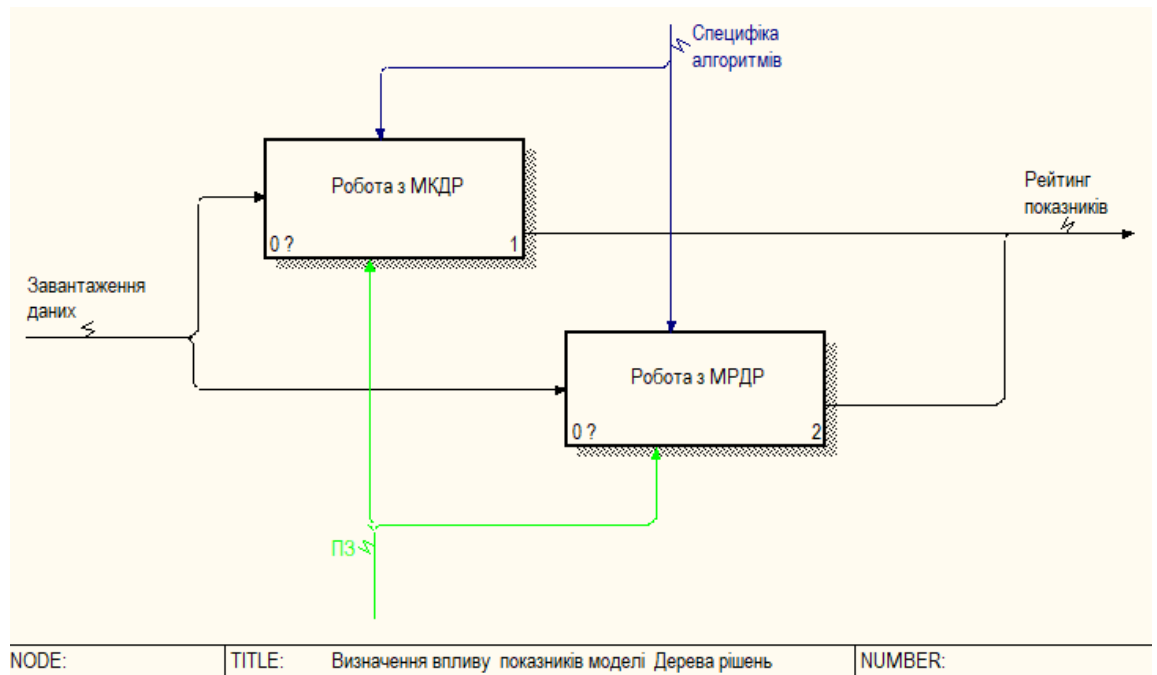 Специфіка
алгоритмів
Робота з МКДР
0 ?
1
Рейтинг
показників
Завантаження
даних
Робота з МРДР
0 ?
2
ПЗ
NODE:
TITLE:
Визначення впливу показників моделі Дерева рішень
NUMBER: